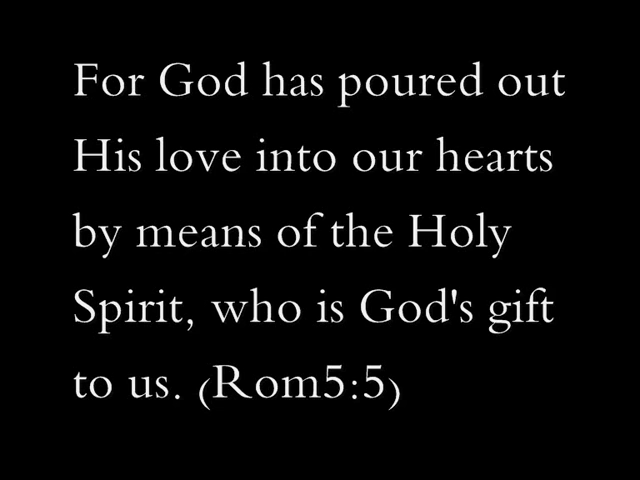 For God has poured out
His love into our hearts
by means of the Holy
Spirit, who is God's gift
to us. (Rom5:5)